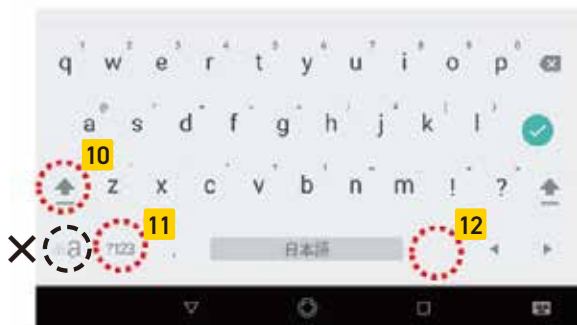 q w e r t y u i o p
a s d f g h j k l
10
z x c v b n m ! ?
11
12
× a ?123 , 日本語